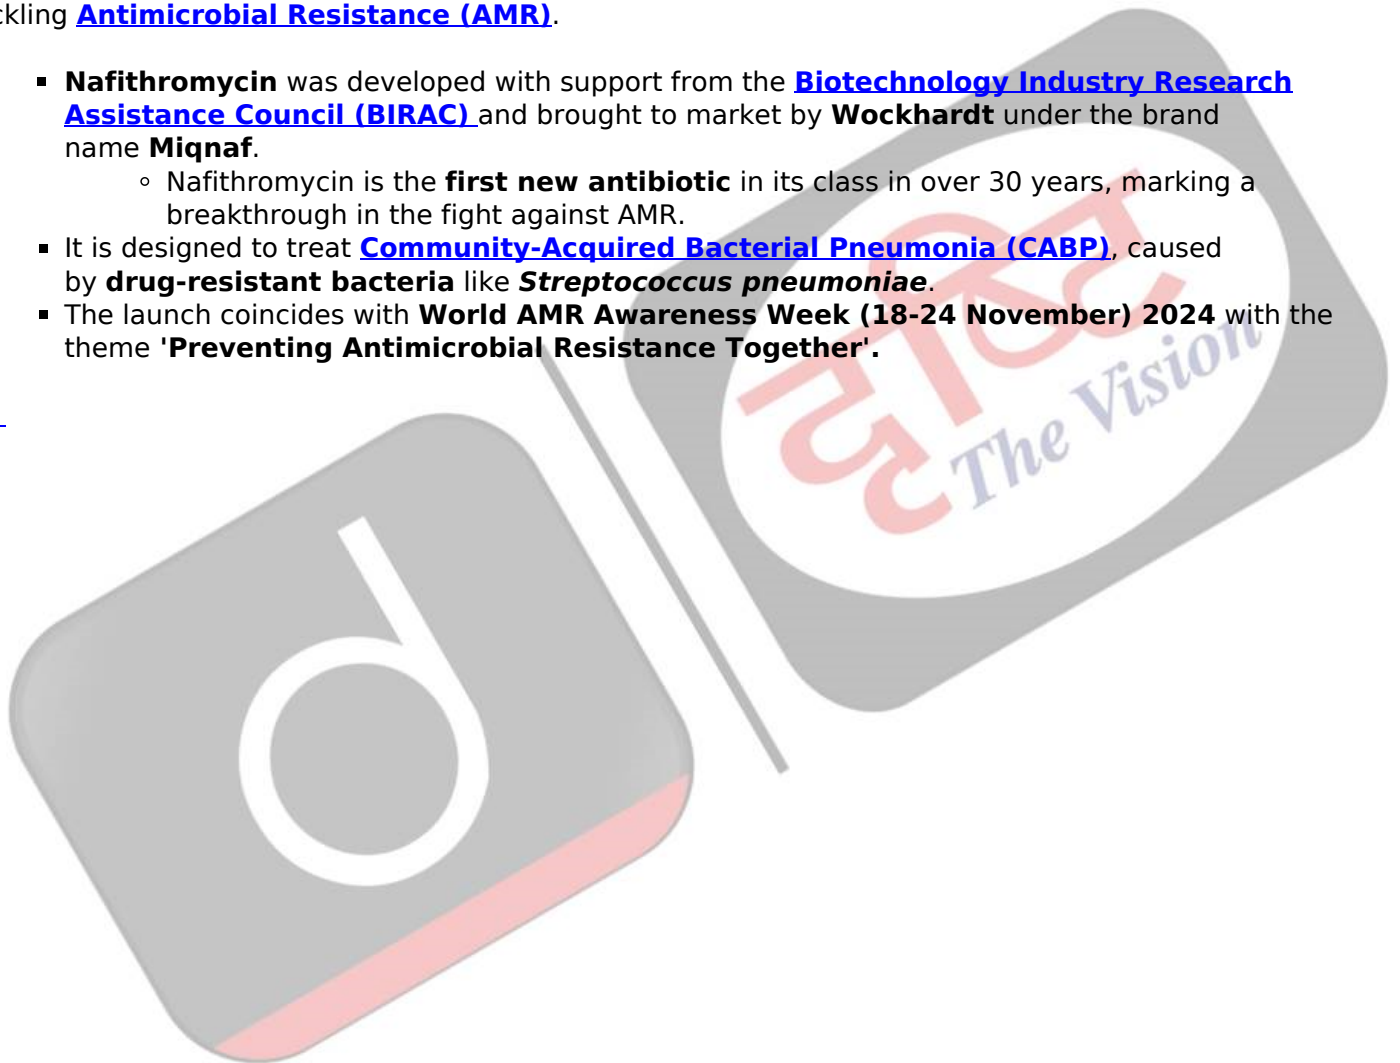 ckling Antimicrobial Resistance (AMR).
▪ Nafithromycin was developed with support from the Biotechnology Industry Research
Assistance Council (BIRAC) and brought to market by Wockhardt under the brand
name Miqnaf.
◦ Nafithromycin is the first new antibiotic in its class in over 30 years, marking a
breakthrough in the fight against AMR.
▪ It is designed to treat Community-Acquired Bacterial Pneumonia (CABP), caused
by drug-resistant bacteria like Streptococcus pneumoniae.
▪ The launch coincides with World AMR Awareness Week (18-24 November) 2024 with the
theme 'Preventing Antimicrobial Resistance Together'.
दृष्टि
The Vision
d